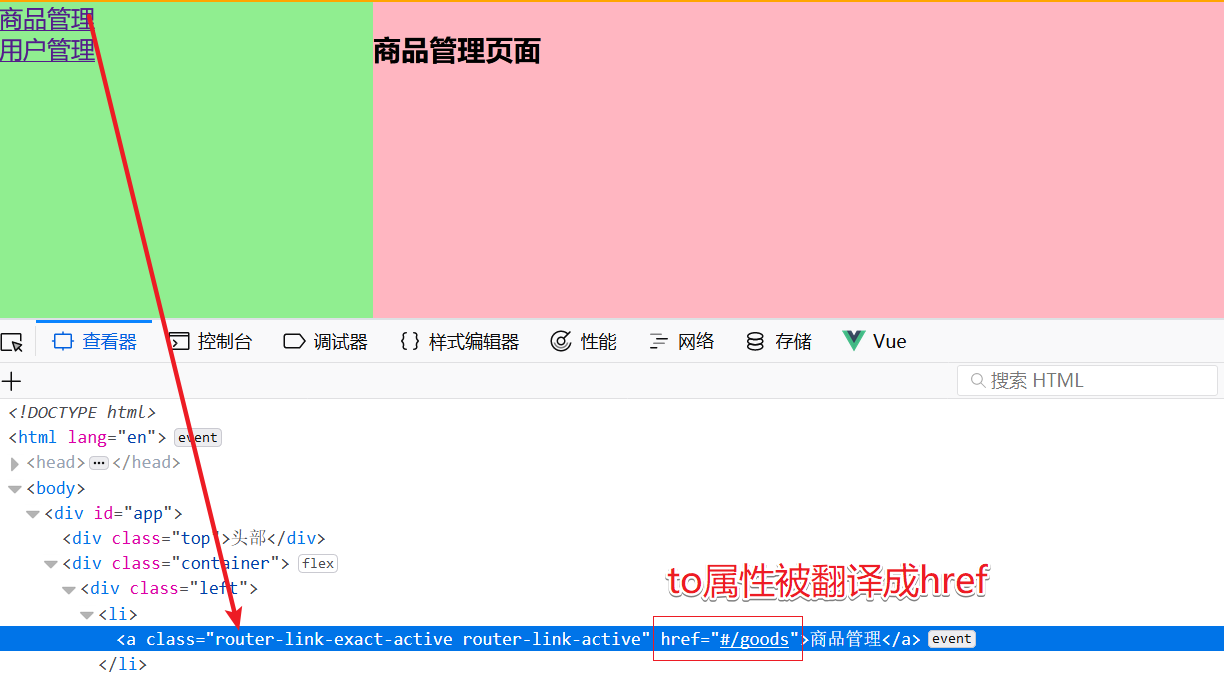 商品管理
用户管理
商品管理页面
查看器 控制台 调试器 {} 样式编辑器 性能 网络 存储 Vue
+ 搜索 HTML
<!DOCTYPE html>
<html lang="en"> event
<head> ··· </head>
<body>
<div id="app">
<div class="top">头部</div>
<div class="container"> flex
to属性被翻译成href
<div class="left">
<li>
<a class="router-link-exact-active router-link-active" href="#/goods">商品管理</a> event
</li>